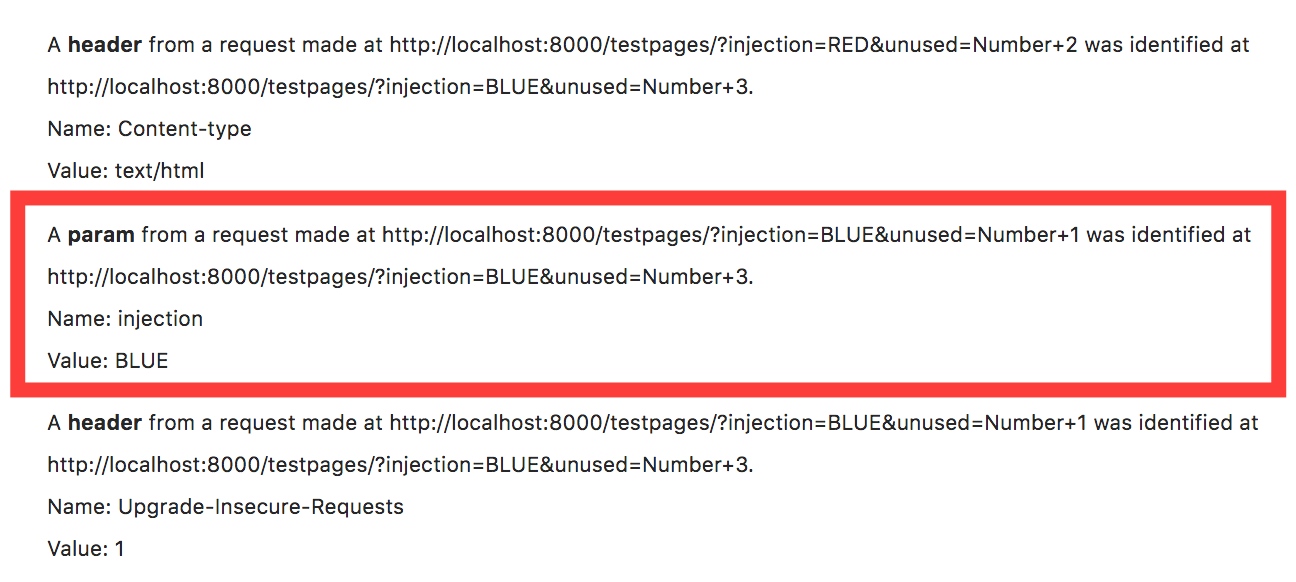 A header from a request made at http://localhost:8000/testpages/?injection=RED&unused=Number+2 was identified at
http://localhost:8000/testpages/?injection=BLUE&unused=Number+3.
Name: Content-type
Value: text/html
A param from a request made at http://localhost:8000/testpages/?injection=BLUE&unused=Number+1 was identified at
http://localhost:8000/testpages/?injection=BLUE&unused=Number+3.
Name: injection
Value: BLUE
A header from a request made at http://localhost:8000/testpages/?injection=BLUE&unused=Number+1 was identified at
http://localhost:8000/testpages/?injection=BLUE&unused=Number+3.
Name: Upgrade-Insecure-Requests
Value: 1